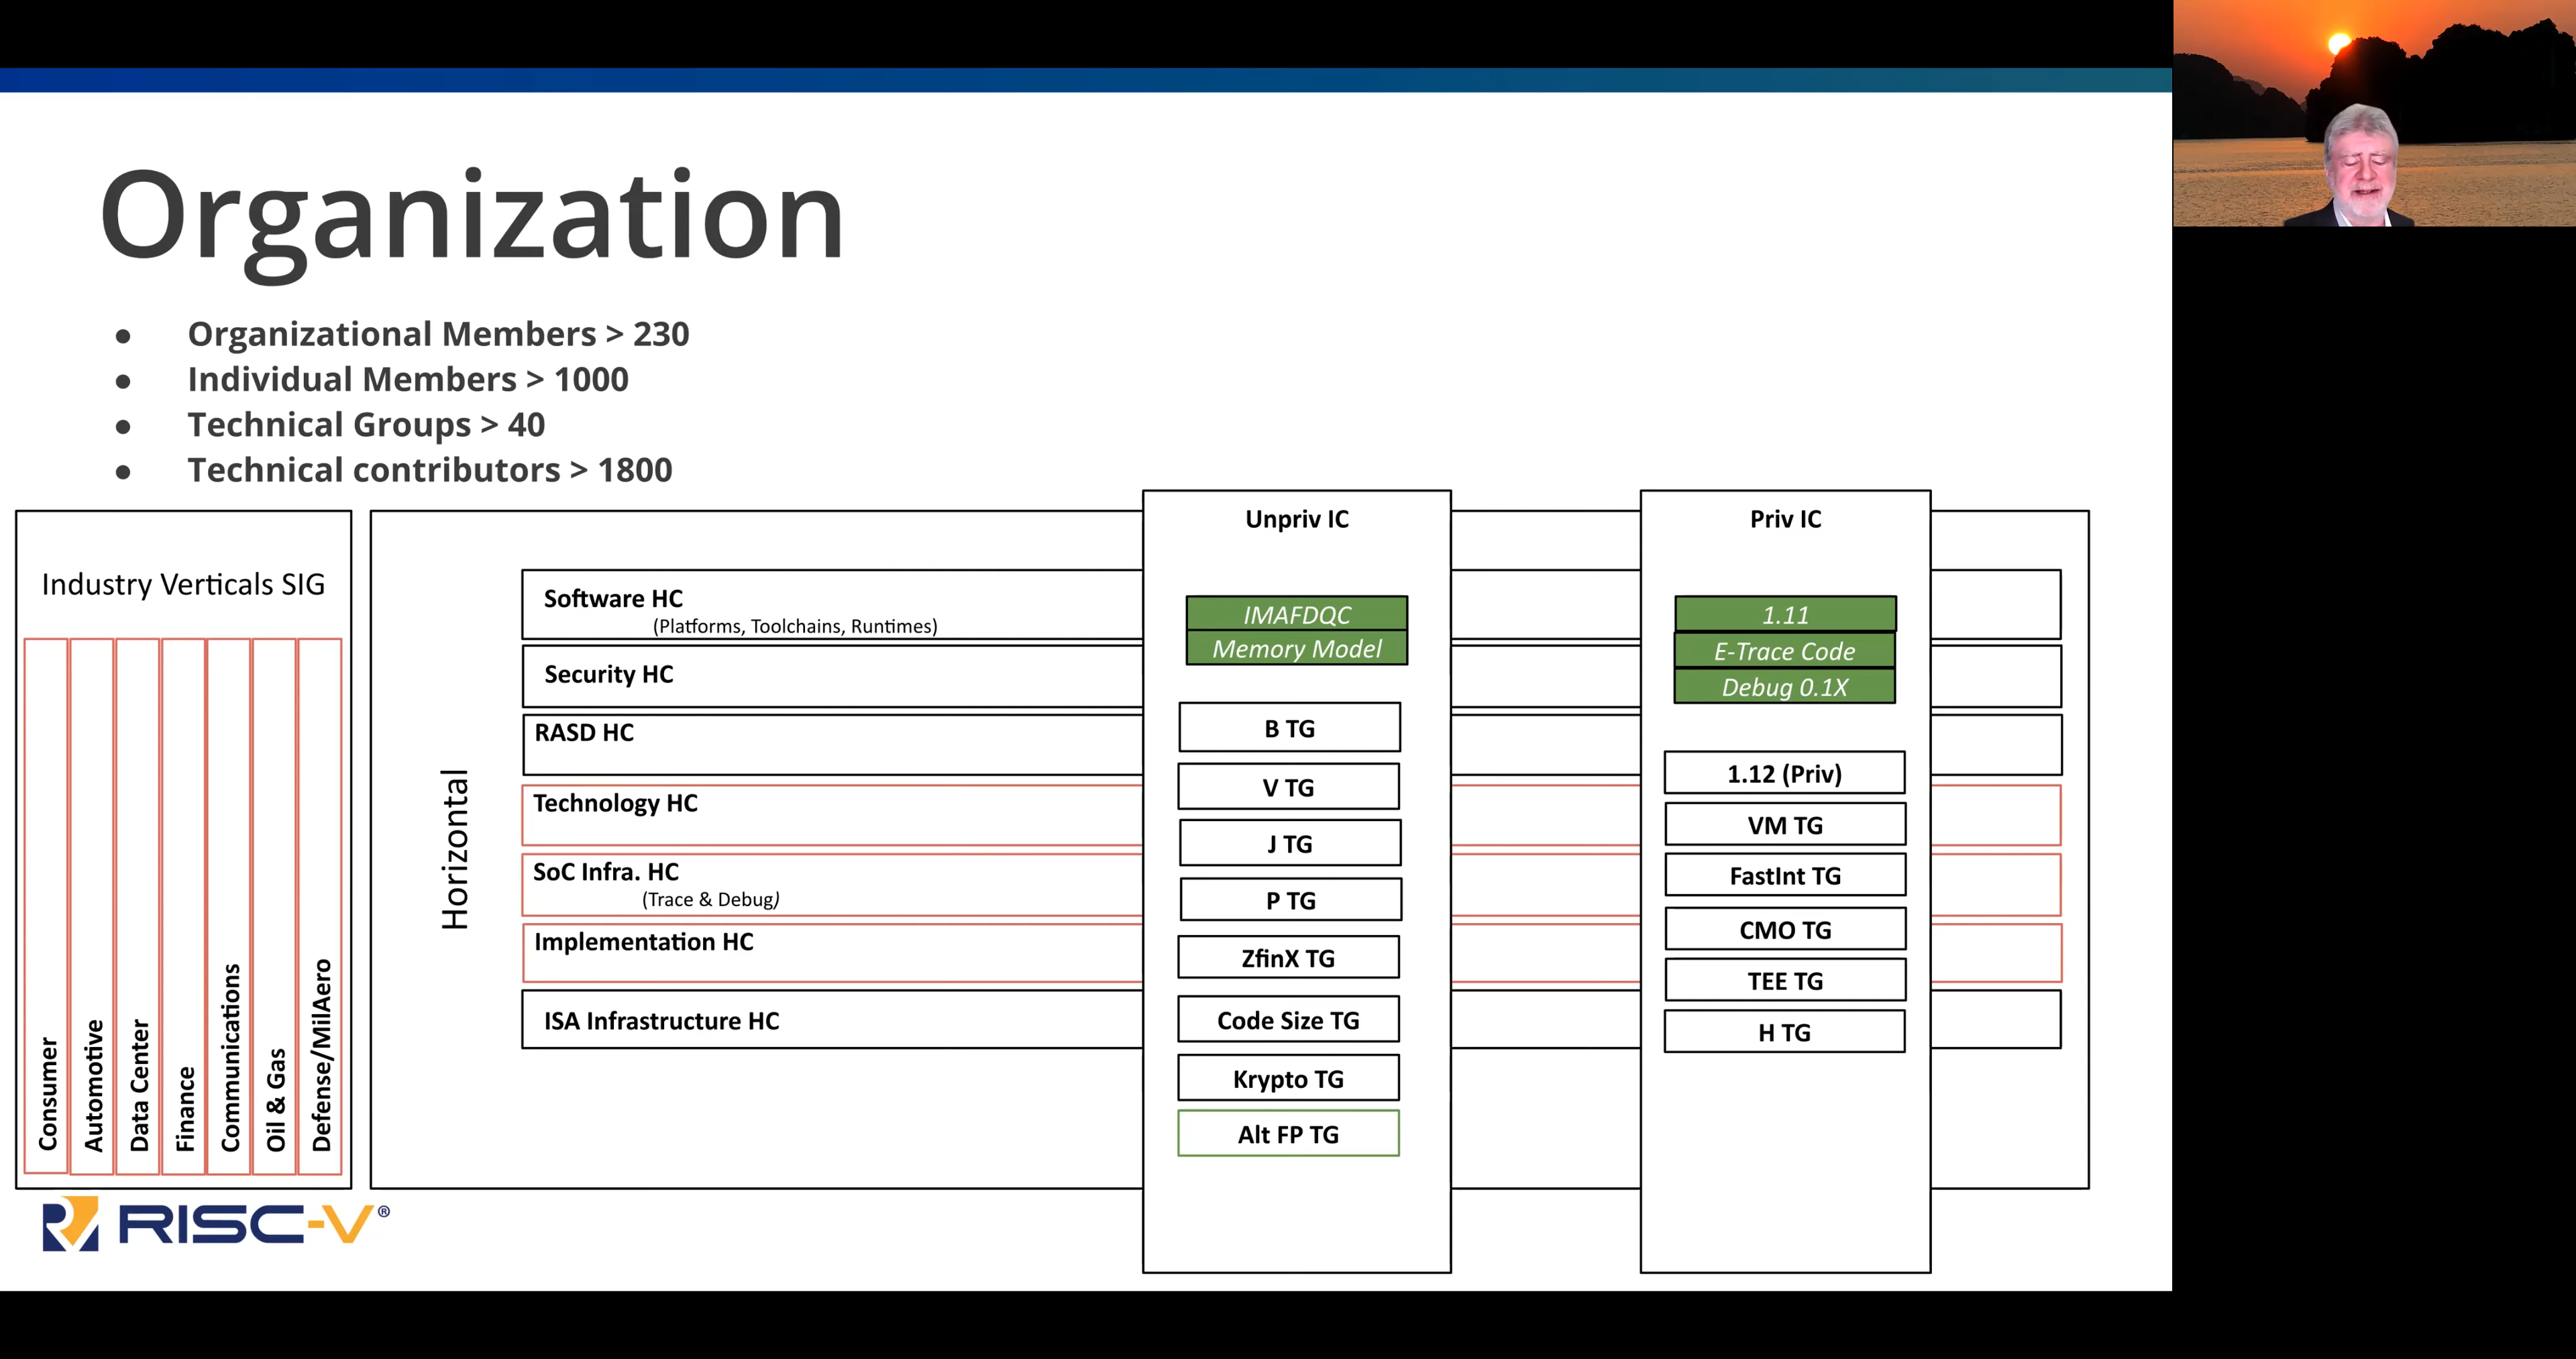 Organization
● Organizational Members > 230
● Individual Members > 1000
● Technical Groups > 40
● Technical contributors > 1800
Industry Verticals SIG
Consumer
Automotive
Data Center
Finance
Communications
Oil & Gas
Defense/MilAero
Horizontal
Software HC
(Platforms, Toolchains, Runtimes)
Security HC
RASD HC
Technology HC
SoC Infra. HC
(Trace & Debug)
Implementation HC
ISA Infrastructure HC
Unpriv IC
IMAFDQC
Memory Model
B TG
V TG
J TG
P TG
ZfinX TG
Code Size TG
Krypto TG
Alt FP TG
Priv IC
1.11
E-Trace Code
Debug 0.1X
1.12 (Priv)
VM TG
FastInt TG
CMO TG
TEE TG
H TG
RISC-V®